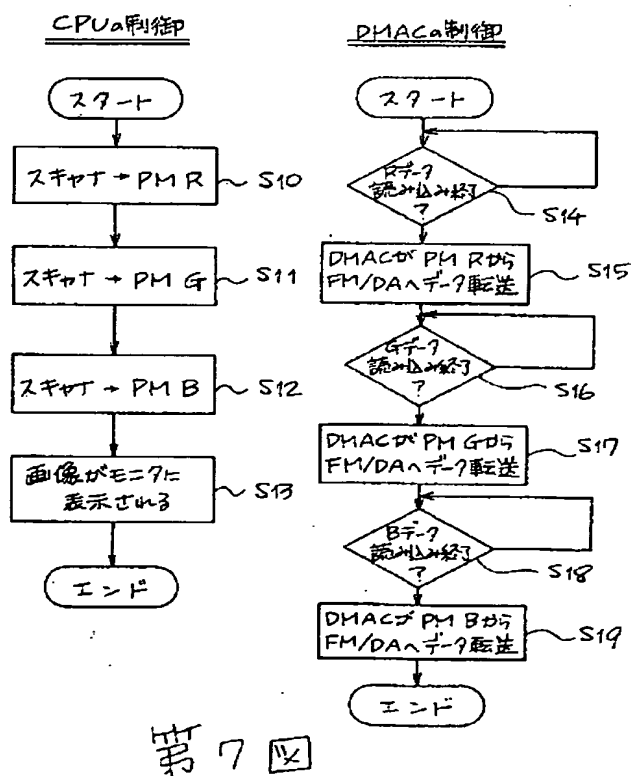 CPUの制御
スタート
スキャナ→PM R
S10
スキャナ→PM G
S11
スキャナ→PM B
S12
画像がモニタに
表示される
S13
エンド
DMACの制御
スタート
Rデータ
読み込み終了
?
S14
DMACが PM Rから
FM/DAへデータ転送
S15
Gデータ
読み込み終了
?
S16
DMACが PM Gから
FM/DAへデータ転送
S17
Bデータ
読み込み終了
?
S18
DMACが PM Bから
FM/DAへデータ転送
S19
エンド
第7図